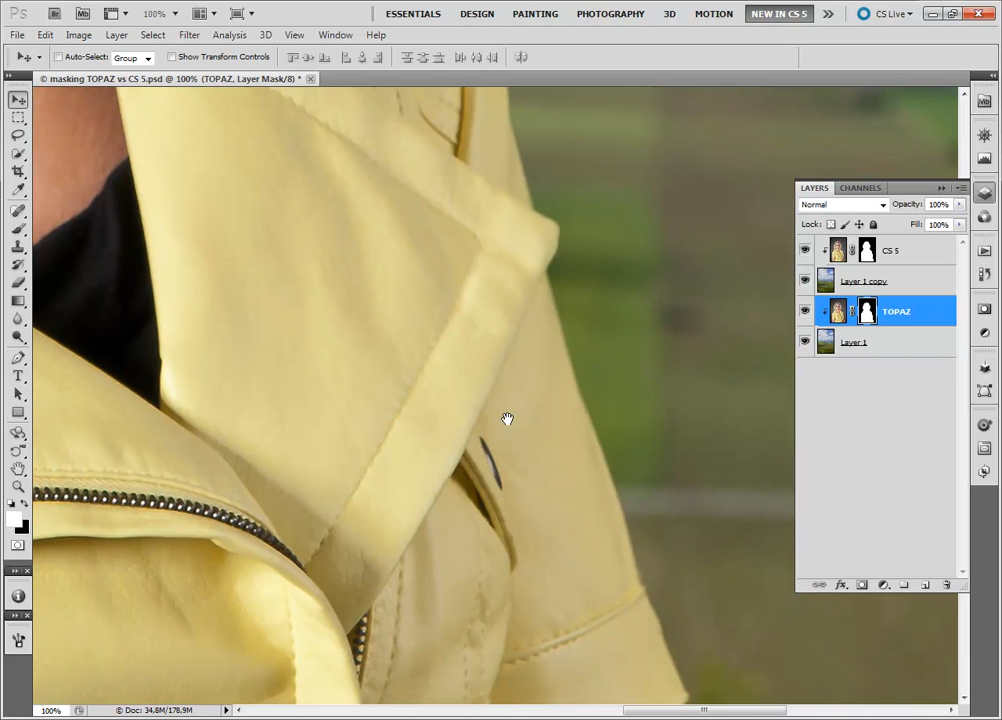 Ps Br Mb 100% ESSENTIALS DESIGN PAINTING PHOTOGRAPHY 3D MOTION NEW IN CS 5 CS Live
File Edit Image Layer Select Filter Analysis 3D View Window Help
Auto-Select: Group Show Transform Controls
© masking TOPAZ vs CS 5.psd @ 100% (TOPAZ, Layer Mask/8) *
LAYERS CHANNELS
Normal Opacity: 100%
Lock: Fill: 100%
CS 5
Layer 1 copy
TOPAZ
Layer 1
100% © Doc: 34,8M/178,9M